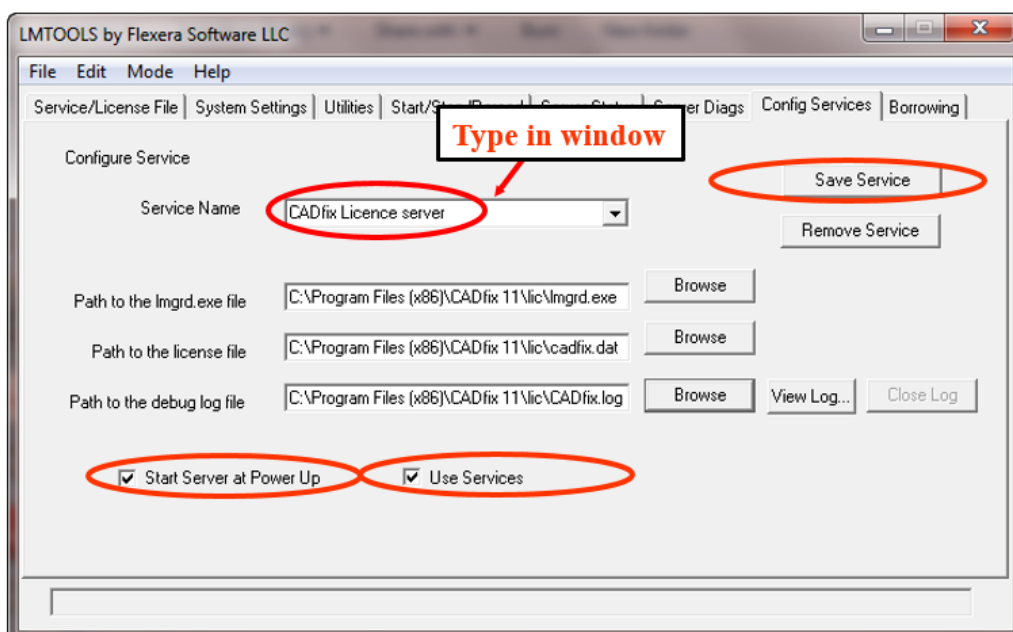 LMTOOLS by Flexera Software LLC
File Edit Mode Help
Service/License File System Settings Utilities Start/ Diags Config Services Borrowing
Type in window
Configure Service
Save Service
Service Name CADfix Licence server
Remove Service
Path to the lmgrd.exe file C:\Program Files (x86)\CADfix 11\lic\lmgrd.exe Browse
Path to the license file C:\Program Files (x86)\CADfix 11\lic\cadfix.dat Browse
Path to the debug log file C:\Program Files (x86)\CADfix 11\lic\CADfix.log Browse View Log... Close Log
Start Server at Power Up Use Services